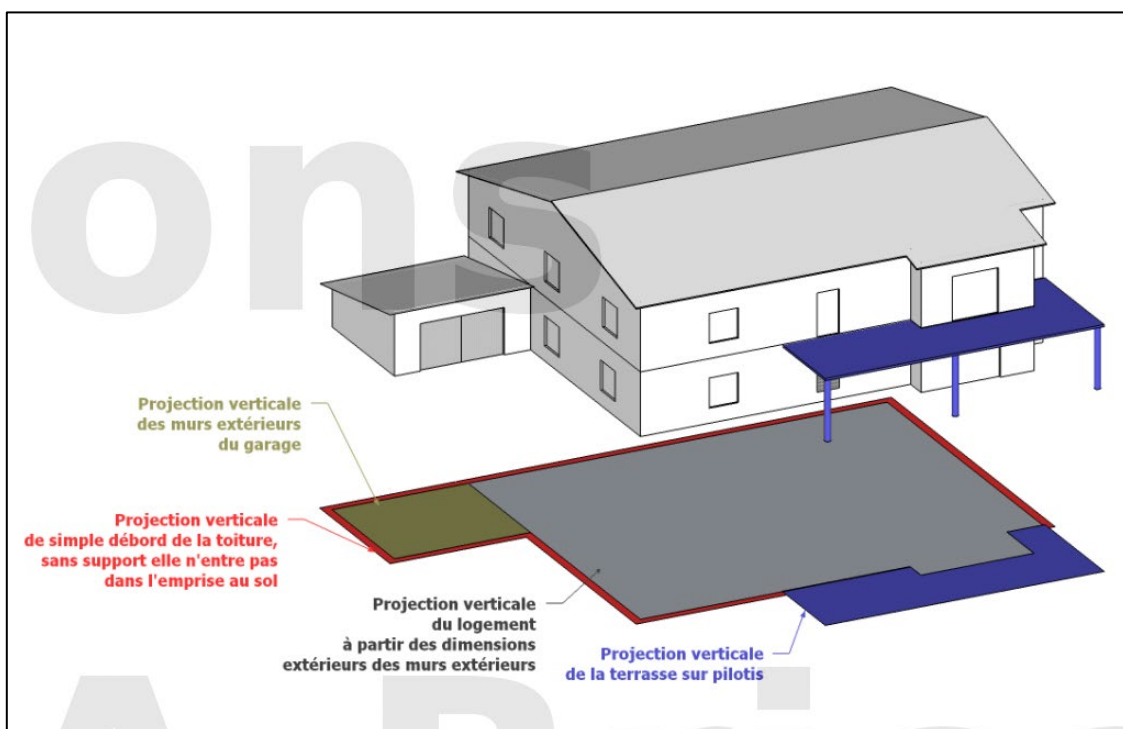 ons
Projection verticale
des murs extérieurs
du garage
Projection verticale
de simple débord de la toiture,
sans support elle n'entre pas
dans l'emprise au sol
Projection verticale
du logement
à partir des dimensions
extérieurs des murs extérieurs
Projection verticale
de la terrasse sur pilotis